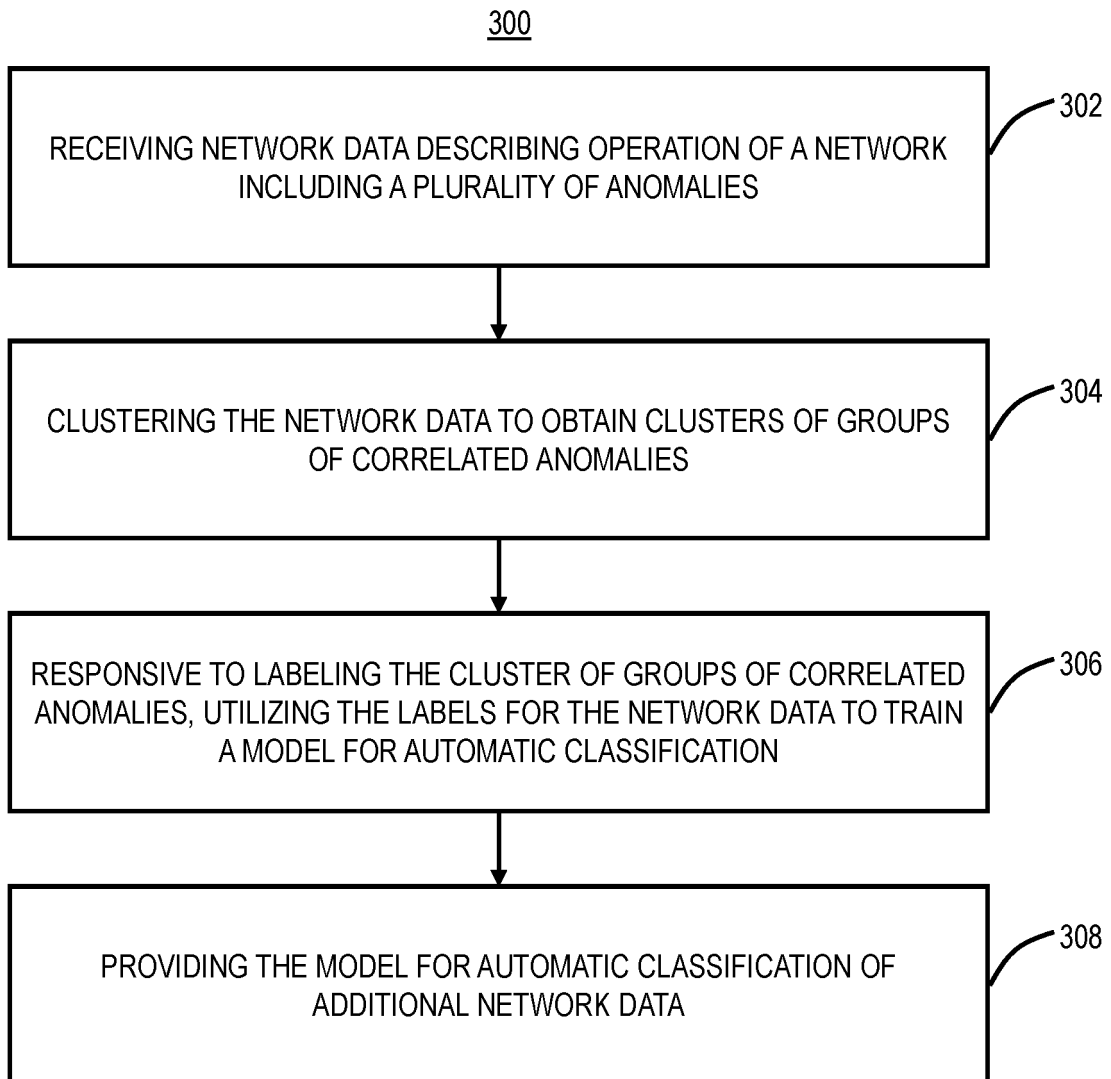 300
RECEIVING NETWORK DATA DESCRIBING OPERATION OF A NETWORK
INCLUDING A PLURALITY OF ANOMALIES
302
CLUSTERING THE NETWORK DATA TO OBTAIN CLUSTERS OF GROUPS
OF CORRELATED ANOMALIES
304
RESPONSIVE TO LABELING THE CLUSTER OF GROUPS OF CORRELATED
ANOMALIES, UTILIZING THE LABELS FOR THE NETWORK DATA TO TRAIN
A MODEL FOR AUTOMATIC CLASSIFICATION
306
PROVIDING THE MODEL FOR AUTOMATIC CLASSIFICATION OF
ADDITIONAL NETWORK DATA
308